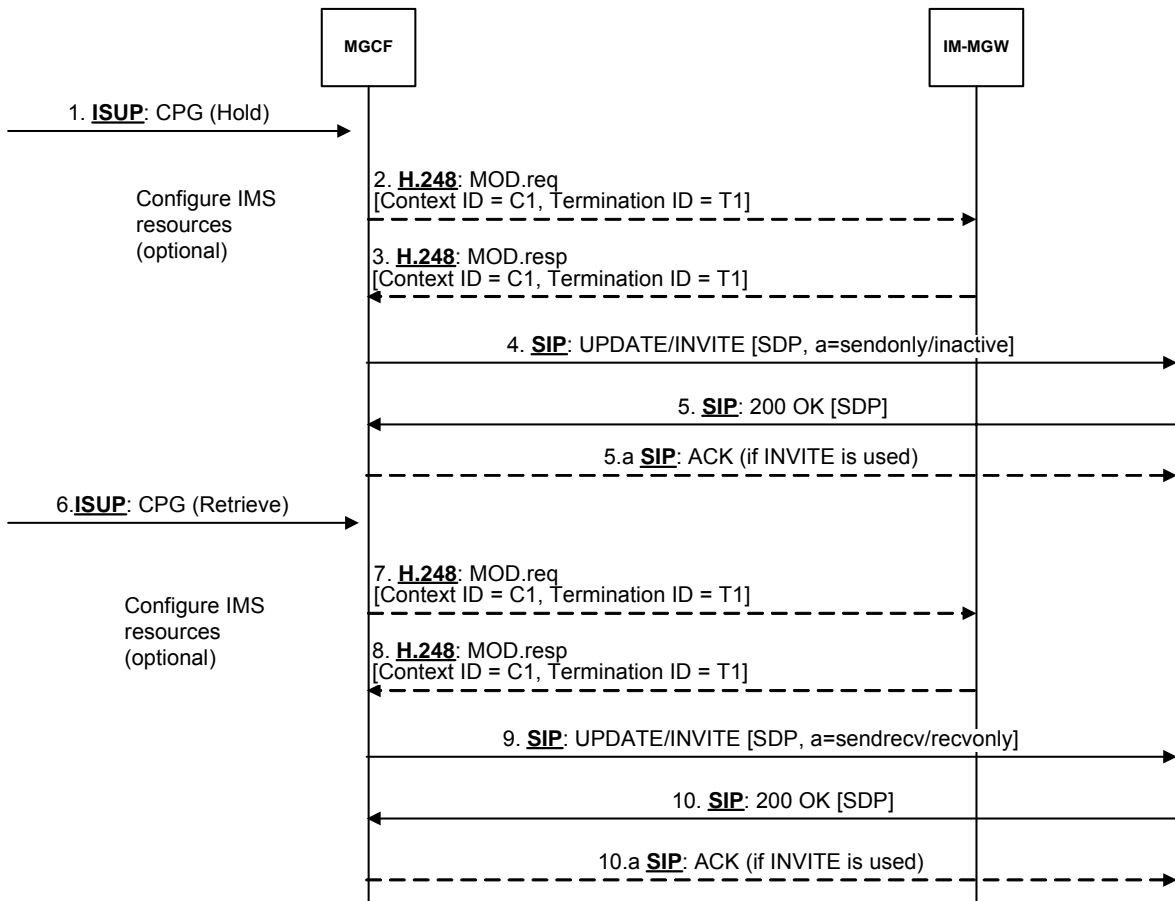 MGCF
IM-MGW
1. ISUP: CPG (Hold)
Configure IMS
resources
(optional)
2. H.248: MOD.req
[Context ID = C1, Termination ID = T1]
3. H.248: MOD.resp
[Context ID = C1, Termination ID = T1]
4. SIP: UPDATE/INVITE [SDP, a=sendonly/inactive]
5. SIP: 200 OK [SDP]
5.a SIP: ACK (if INVITE is used)
6.ISUP: CPG (Retrieve)
Configure IMS
resources
(optional)
7. H.248: MOD.req
[Context ID = C1, Termination ID = T1]
8. H.248: MOD.resp
[Context ID = C1, Termination ID = T1]
9. SIP: UPDATE/INVITE [SDP, a=sendrecv/recvonly]
10. SIP: 200 OK [SDP]
10.a SIP: ACK (if INVITE is used)